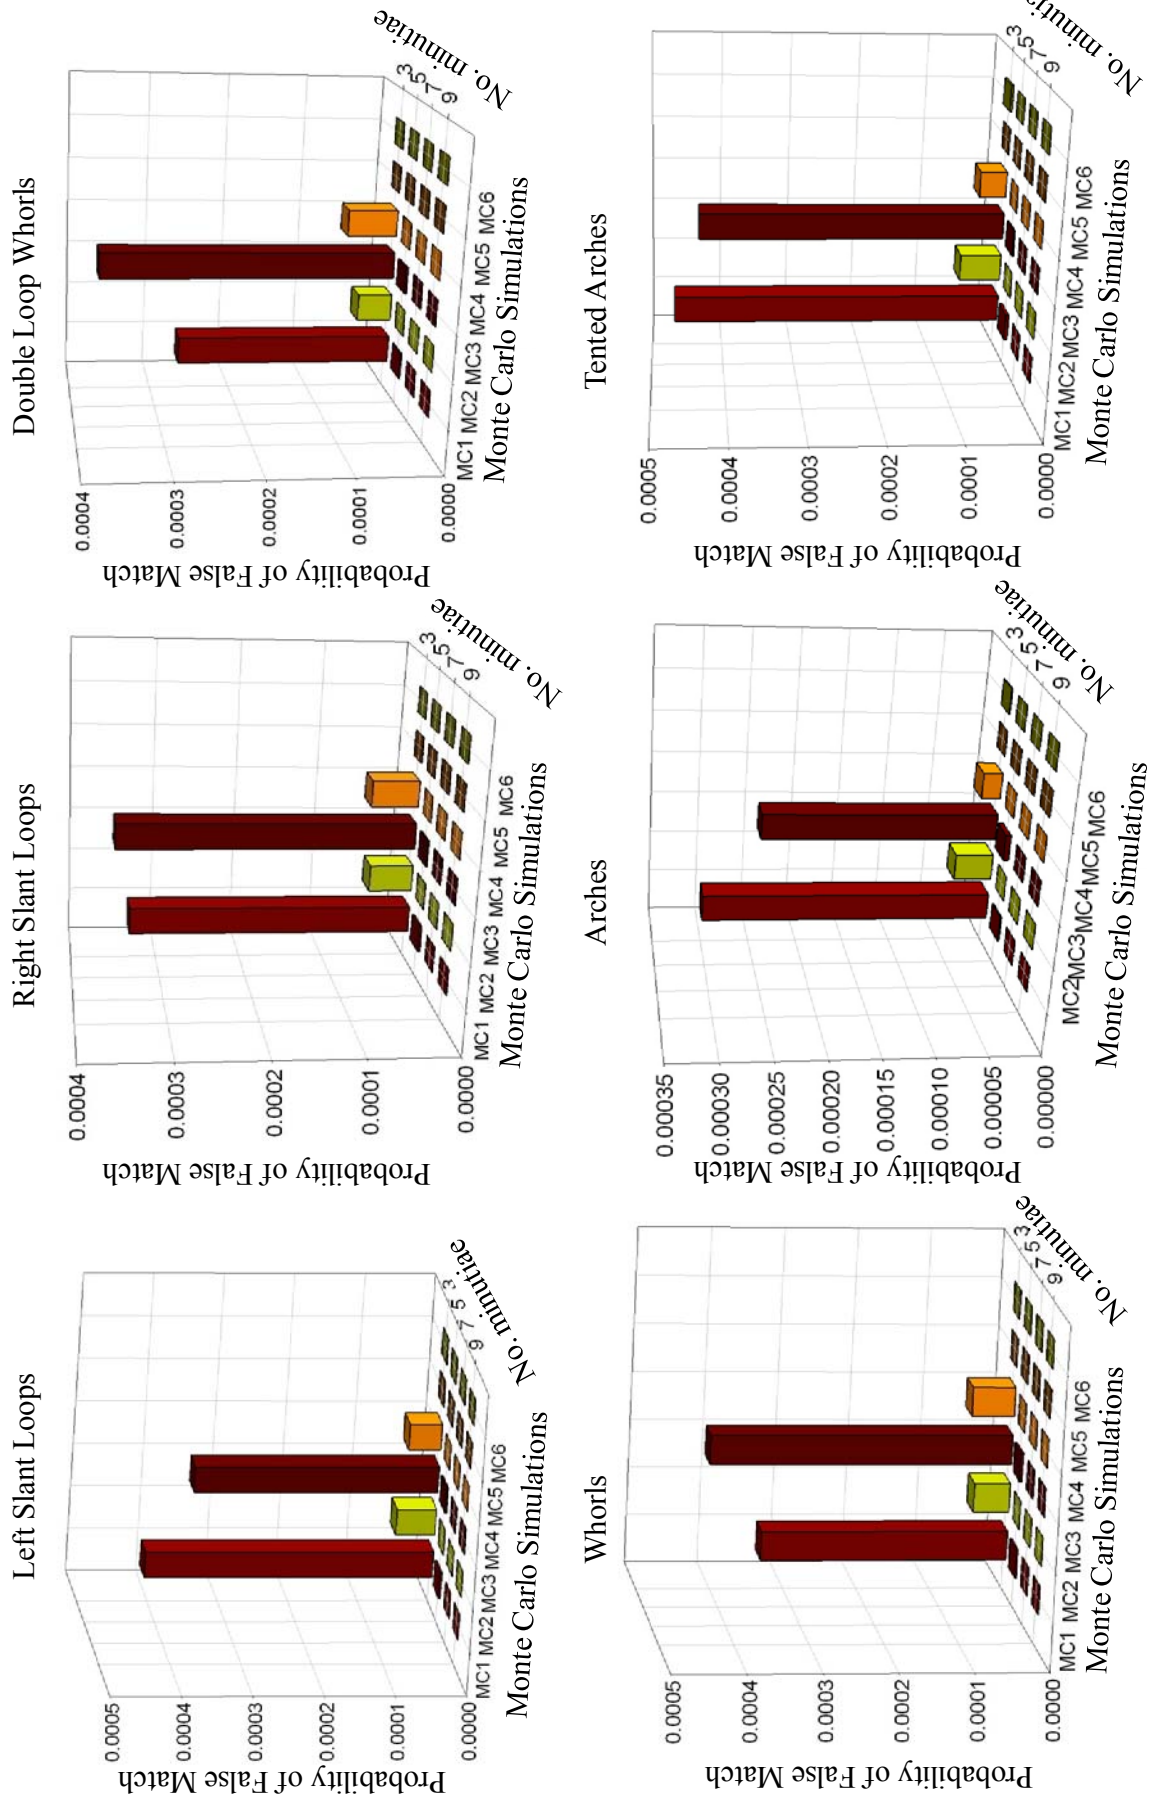 Left Slant Loops
Probability of False Match
0.0005
0.0004
0.0003
0.0002
0.0001
0.0000
MC1 MC2 MC3 MC4 MC5 MC6
Monte Carlo Simulations
3
5
7
9
No. minutiae
Right Slant Loops
Probability of False Match
0.0004
0.0003
0.0002
0.0001
0.0000
MC1 MC2 MC3 MC4 MC5 MC6
Monte Carlo Simulations
3
5
7
9
No. minutiae
Double Loop Whorls
Probability of False Match
0.0004
0.0003
0.0002
0.0001
0.0000
MC1 MC2 MC3 MC4 MC5 MC6
Monte Carlo Simulations
3
5
7
9
No. minutiae
Whorls
Probability of False Match
0.0005
0.0004
0.0003
0.0002
0.0001
0.0000
MC1 MC2 MC3 MC4 MC5 MC6
Monte Carlo Simulations
3
5
7
9
No. minutiae
Arches
Probability of False Match
0.00035
0.00030
0.00025
0.00020
0.00015
0.00010
0.00005
0.00000
MC2MC3MC4MC5MC6
Monte Carlo Simulations
3
5
7
9
No. minutiae
Tented Arches
Probability of False Match
0.0005
0.0004
0.0003
0.0002
0.0001
0.0000
MC1MC2MC3MC4MC5MC6
Monte Carlo Simulations
3
5
7
9
No.